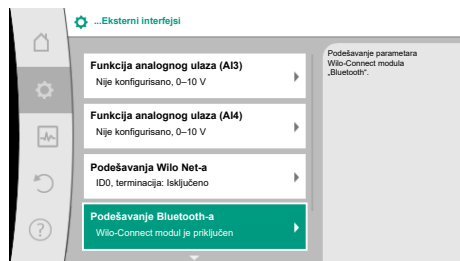 ...Eksterni interfejsi
Funkcija analognog ulaza (AI3)
Nije konfigurisano, 0–10 V
Funkcija analognog ulaza (AI4)
Nije konfigurisano, 0–10 V
Podešavanja Wilo Net-a
ID0, terminacija: Isključeno
Podešavanje Bluetooth-a
Wilo-Connect modul je priključen
Podešavanje parametara
Wilo-Connect modula
„Bluetooth“.